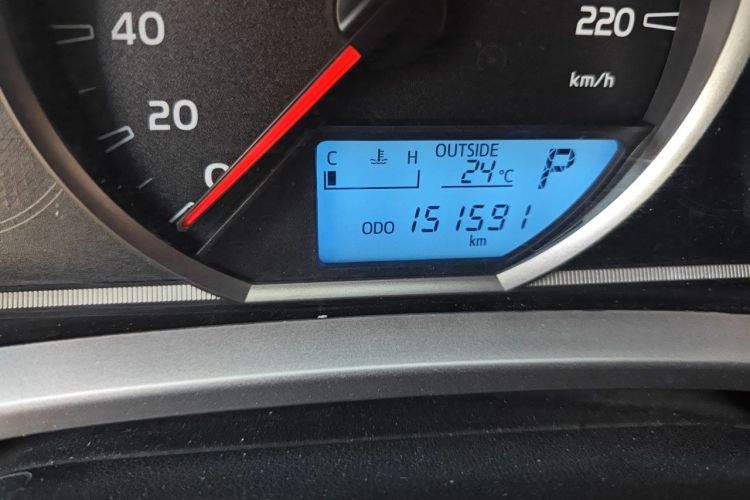 40
220
km/h
20
0
C H OUTSIDE
24 °C P
ODO 151591
km